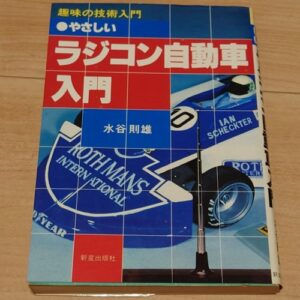 趣味の技術入門
●やさしい
ラジコン自動車
入門
水谷則雄
IAN
SCHECKTER
ROTHMANS
INTERNATIONAL
ROTH
新星出版社